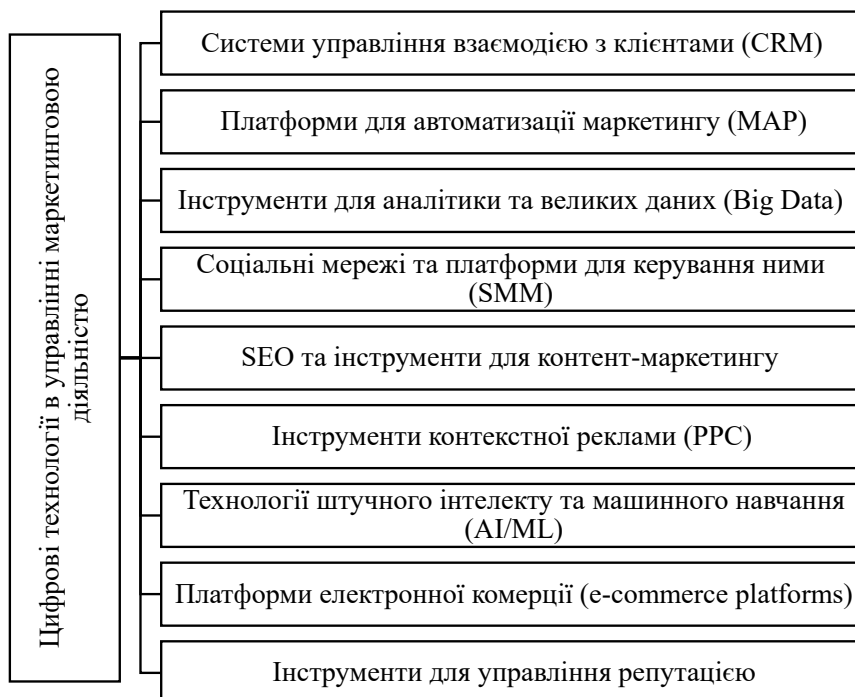 Цифрові технології в управлінні маркетинговою
діяльністю
Системи управління взаємодією з клієнтами (CRM)
Платформи для автоматизації маркетингу (MAP)
Інструменти для аналітики та великих даних (Big Data)
Соціальні мережі та платформи для керування ними
(SMM)
SEO та інструменти для контент-маркетингу
Інструменти контекстної реклами (PPC)
Технології штучного інтелекту та машинного навчання
(AI/ML)
Платформи електронної комерції (e-commerce platforms)
Інструменти для управління репутацією